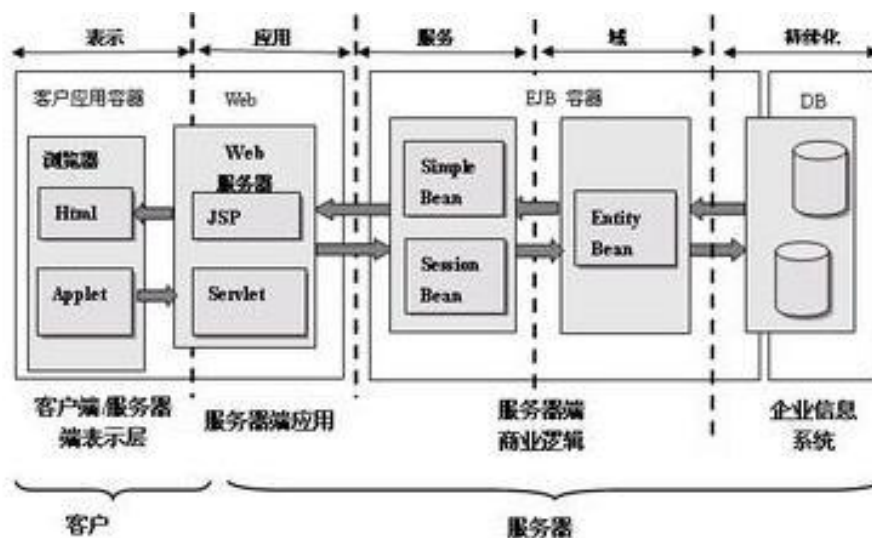 表示 应用 服务 域 持续化
客户应用容器 Web EJB 容器 DB
浏览器
Html
Applet
Web
服务器
JSP
Servlet
Simple
Bean
Session
Bean
Entity
Bean
客户端/服务器
端表示层
服务器端应用
服务器端
商业逻辑
企业信息
系统
客户
服务器